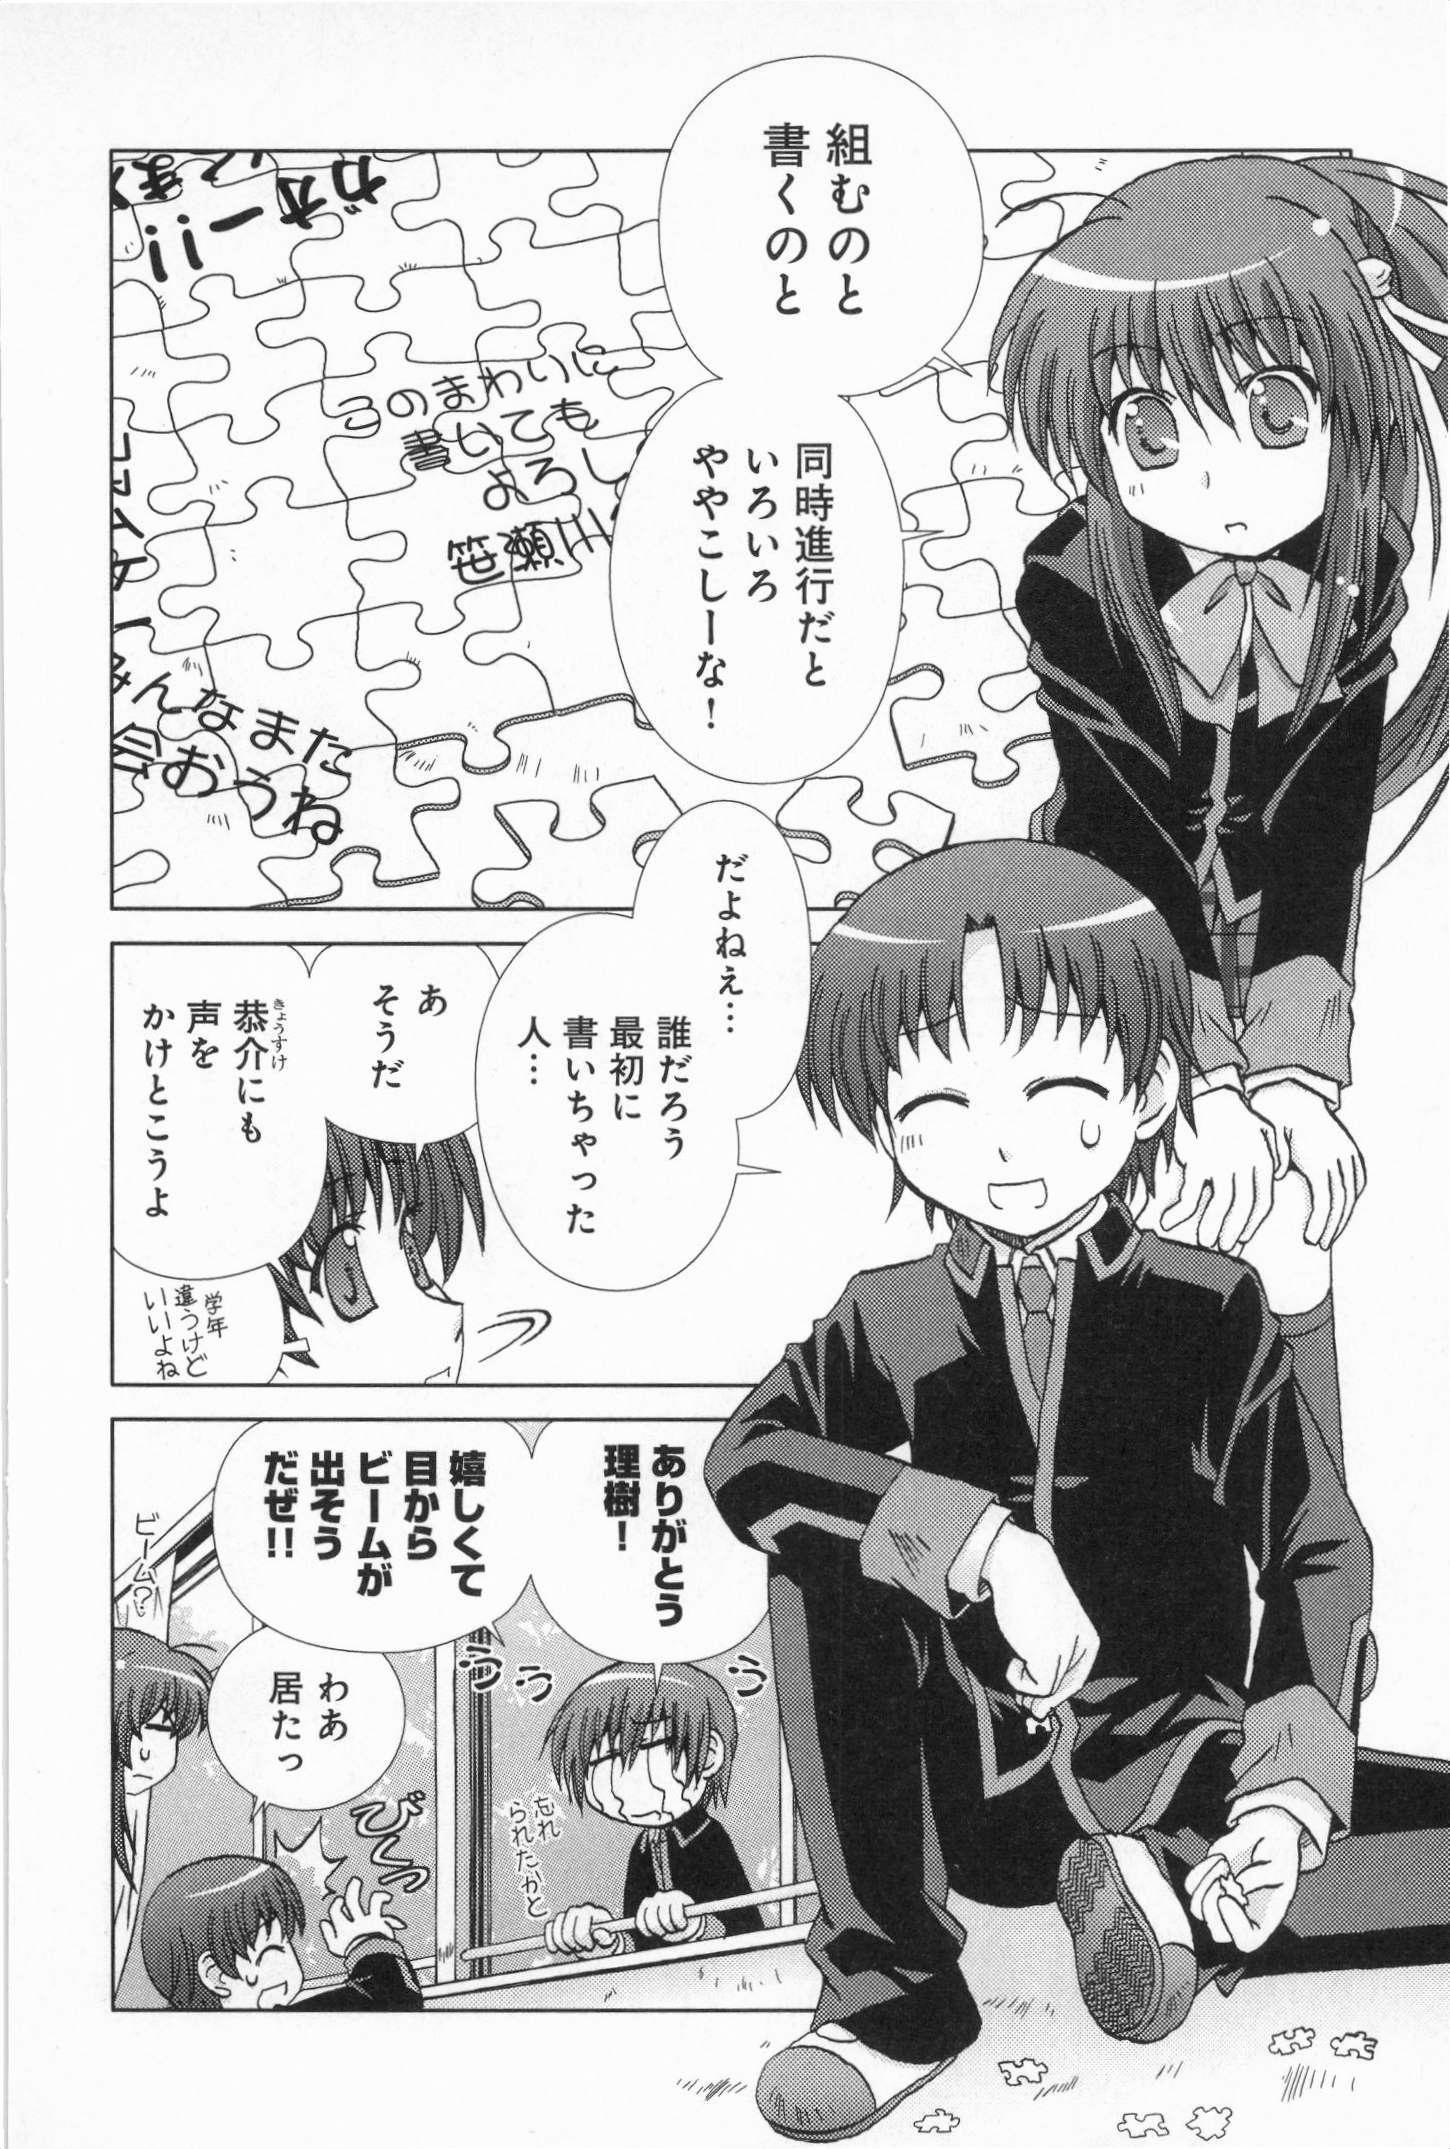 組むのと
書くのと
同時進行だと
いろいろ
ややこしーな！
ガオー！！
このまわりに
書いても
よろし
笹瀬川
みんなまた
会おうね
だよねぇ…
誰だろう
最初に
書いちゃった
人…
あ
そうだ
恭介にも
きょうすけ
声を
かけとこうよ
学年
違うけど
いいよね
ありがとう
理樹！
嬉しくて
目から
ビームが
出そう
だぜ!!
うぅ
う
忘れ
られたかと
ビーム？
わあ
居たっ
びくっ